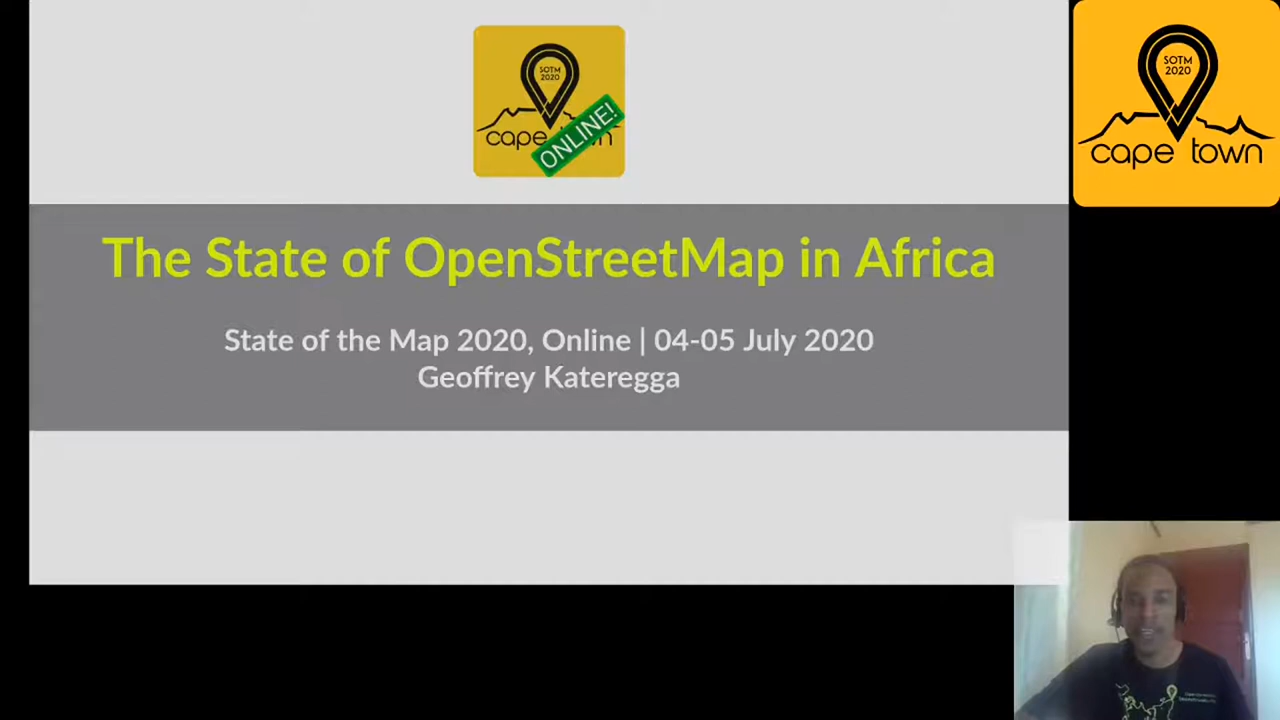 SOTM
2020
cape town
ONLINE!
SOTM
2020
cape town
The State of OpenStreetMap in Africa
State of the Map 2020, Online | 04-05 July 2020
Geoffrey Kateregga